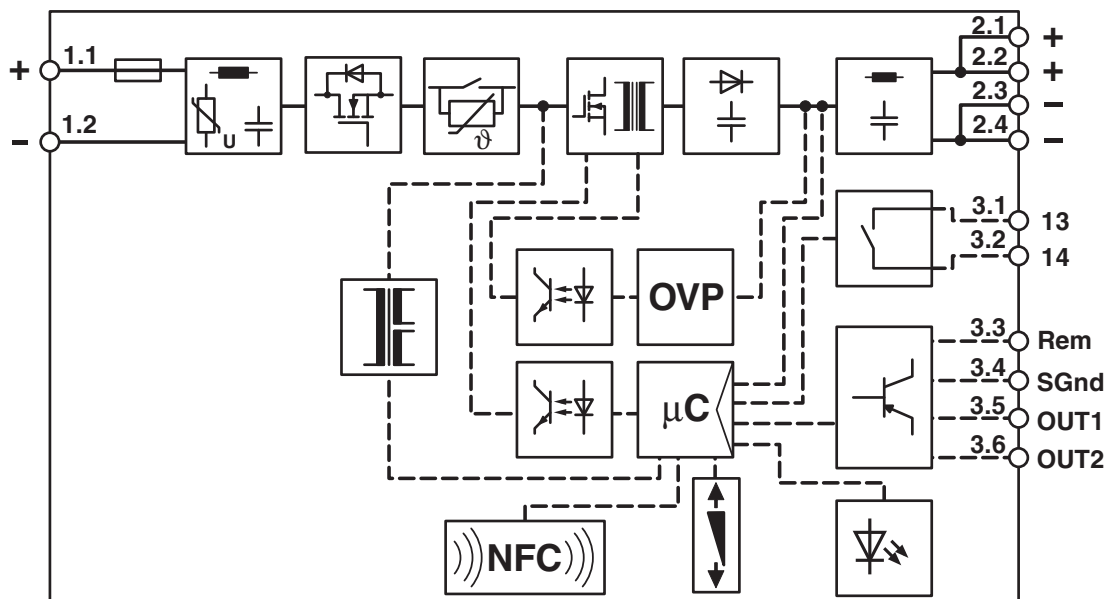 + 1.1
U
− 1.2
ϑ
2.1 +
2.2 +
2.3 −
2.4 −
3.1 13
3.2 14
OVP
3.3 Rem
3.4 SGnd
µC
3.5 OUT1
3.6 OUT2
NFC